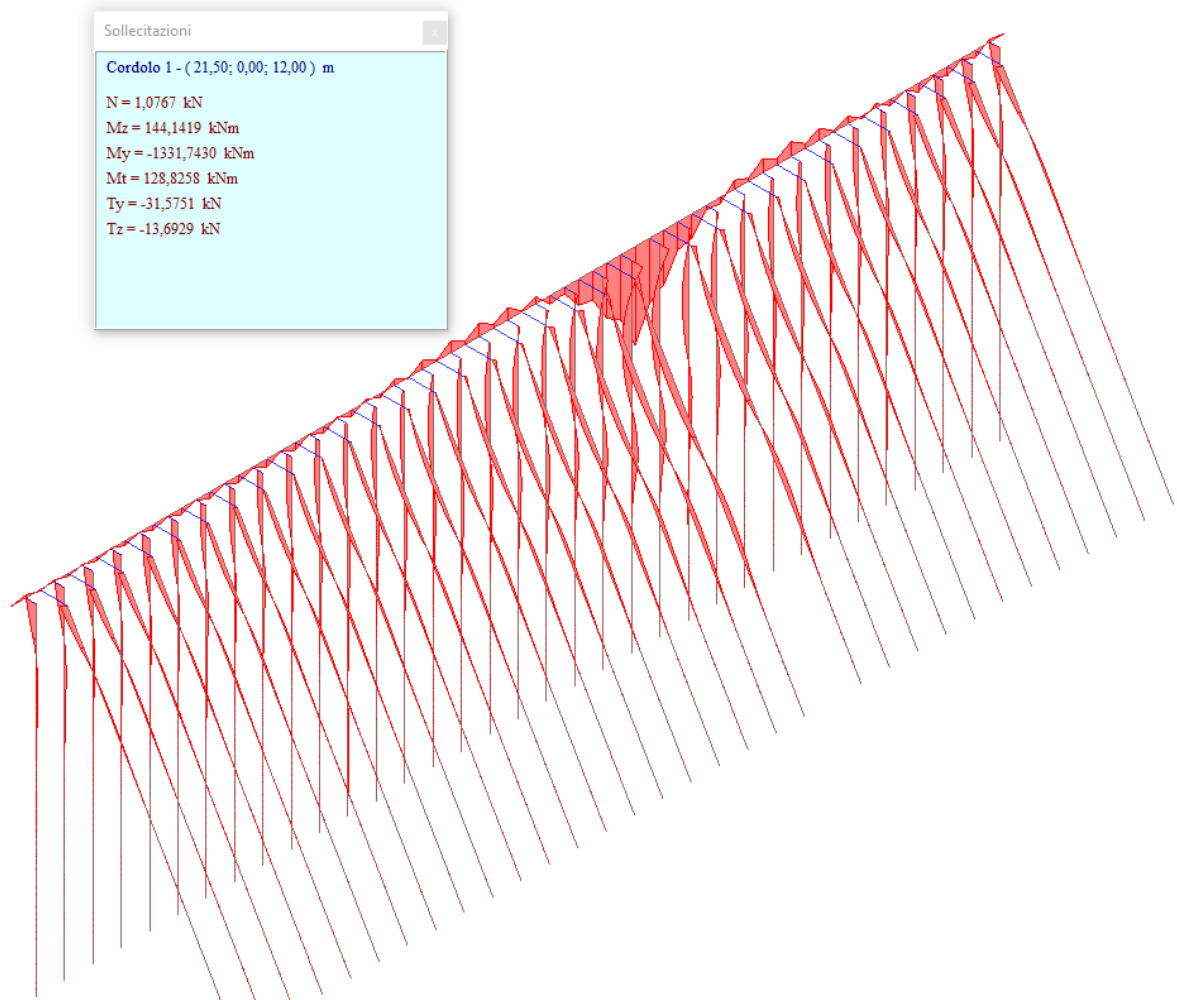 Sollecitazioni
Cordolo 1 - ( 21,50; 0,00; 12,00 ) m
N = 1,0767 kN
Mz = 144,1419 kNm
My = -1331,7430 kNm
Mt = 128,8258 kNm
Ty = -31,5751 kN
Tz = -13,6929 kN